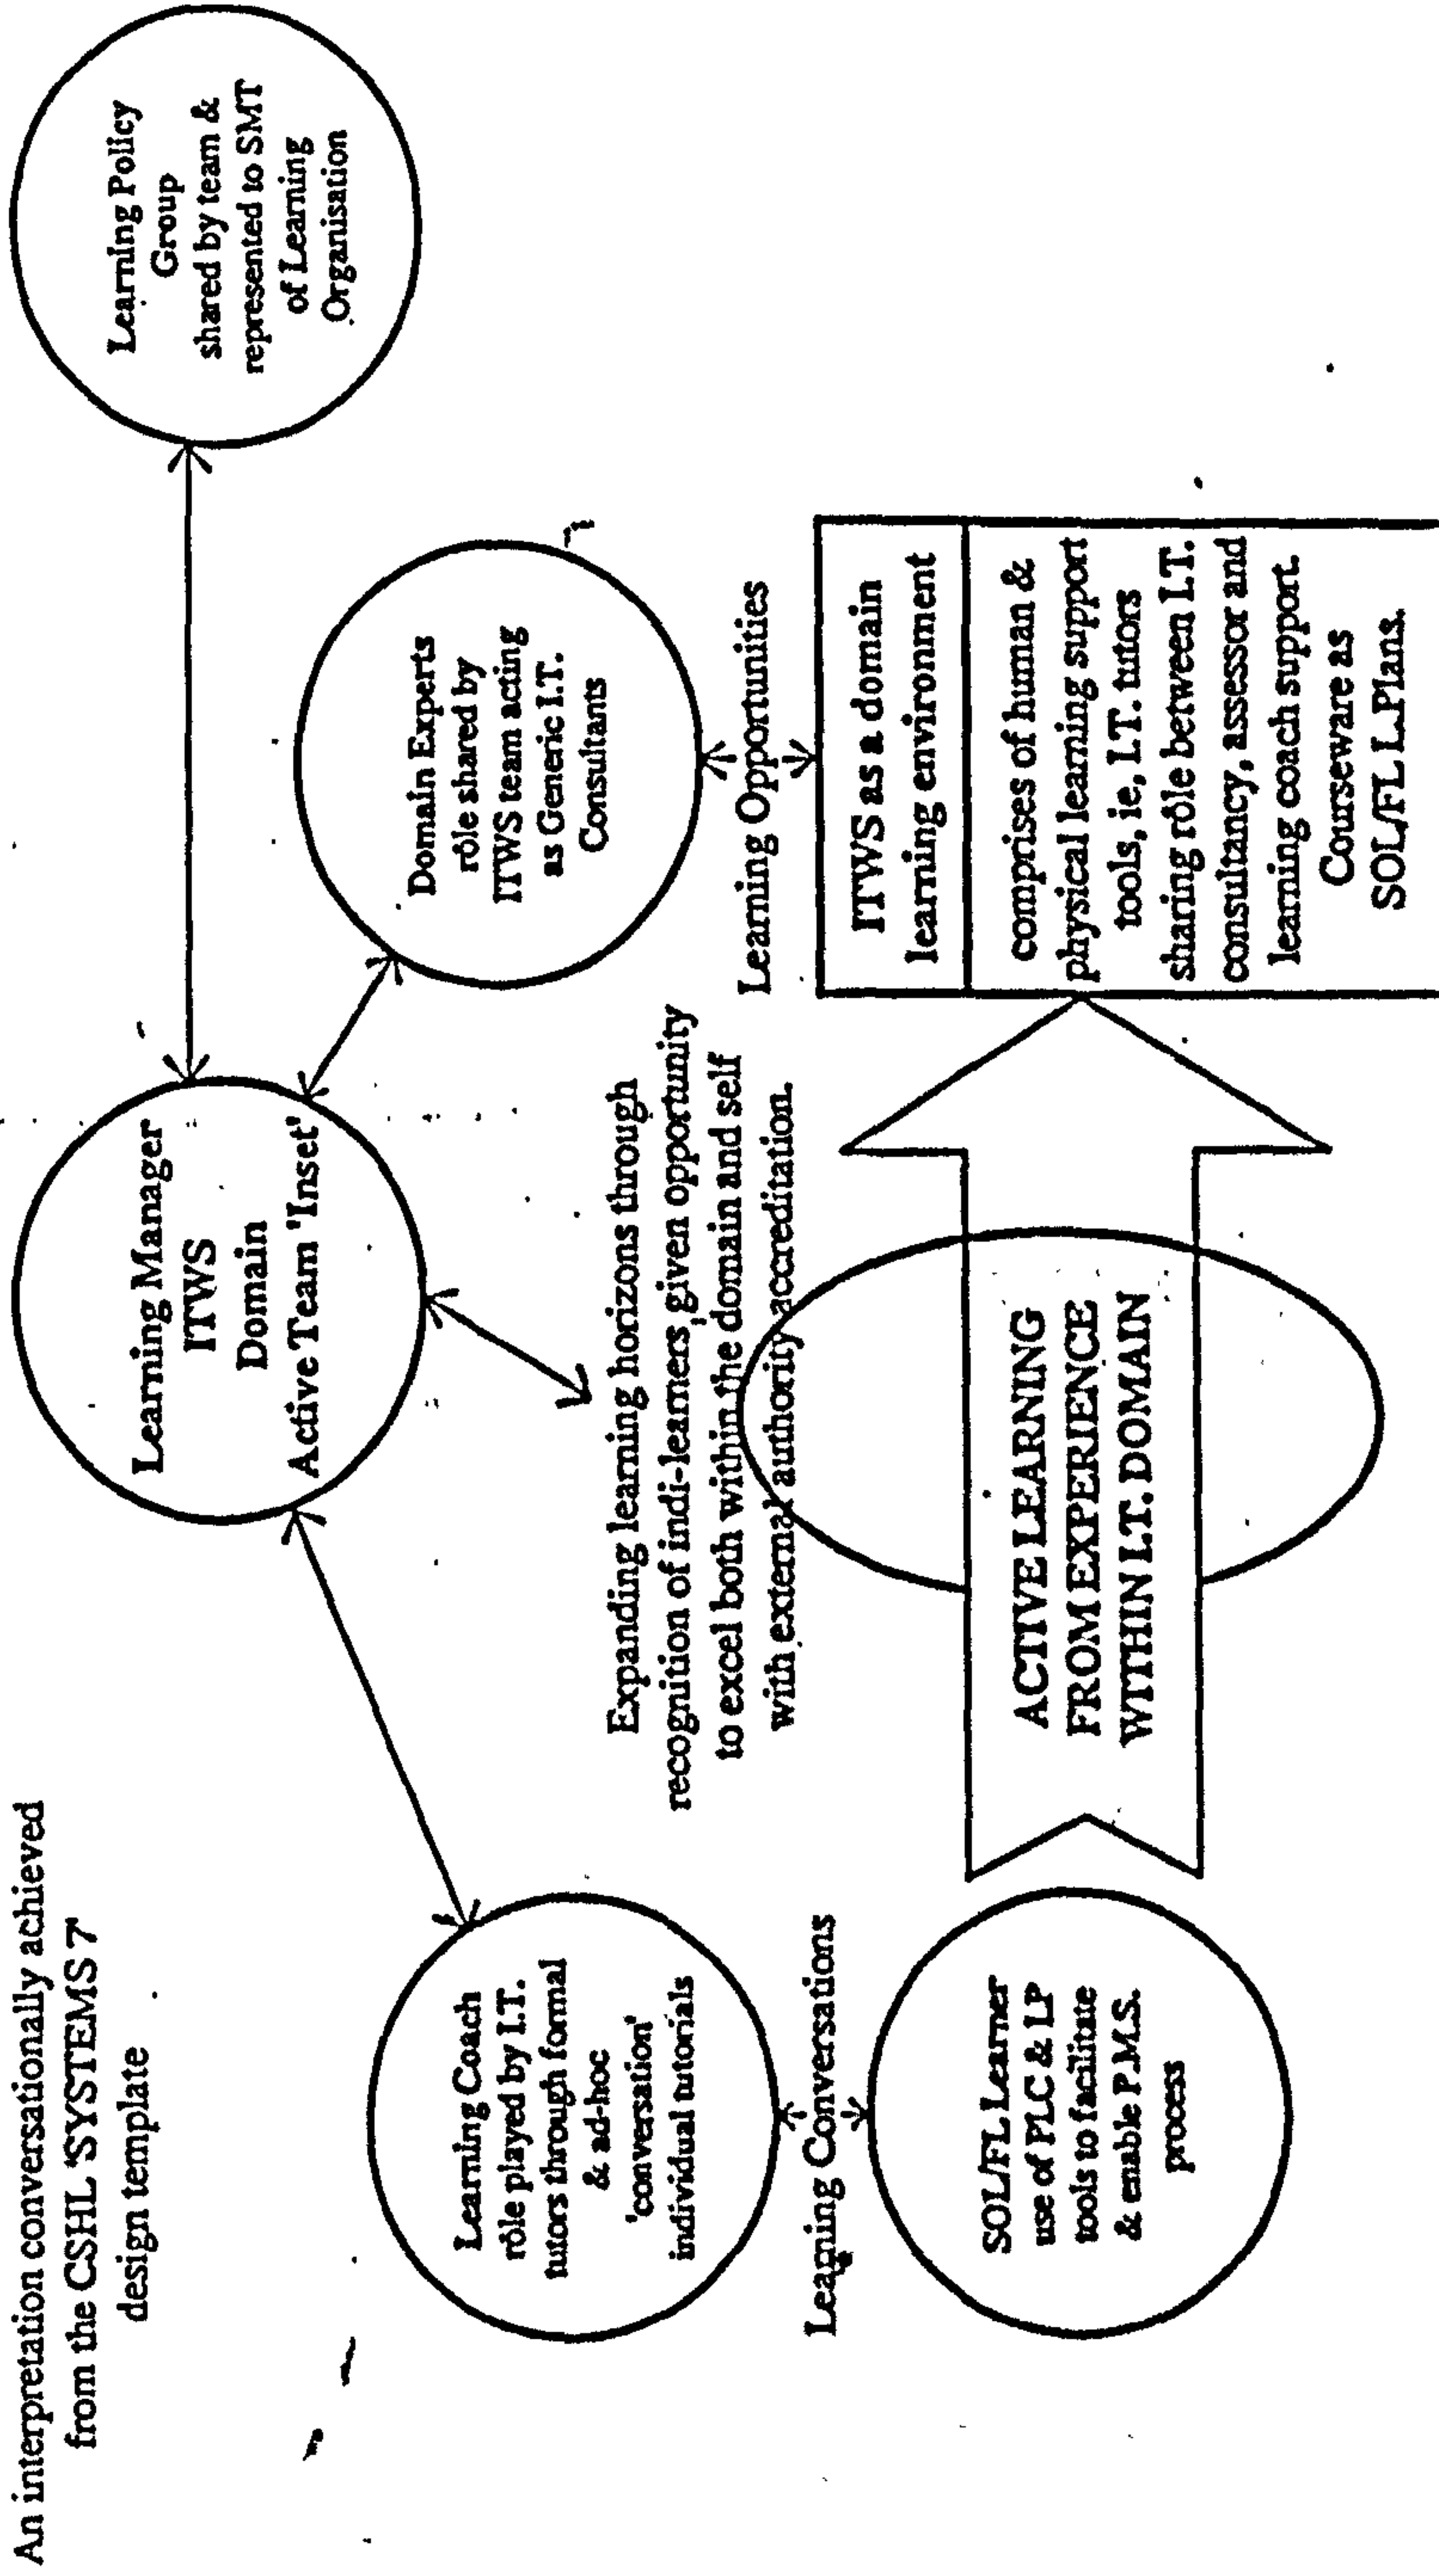 An interpretation conversationally achieved
from the CSHL 'SYSTEMS 7'
design template
Learning Policy
Group
shared by team &
represented to SMT
of Learning
Organisation
Learning Manager
ITWS
Domain
Active Team 'Inset'
Domain Experts
rôle shared by
ITWS team acting
as Generic I.T.
Consultants
Learning Coach
rôle played by I.T.
tutors through formal
& ad-hoc
'conversation'
individual tutorials
Expanding learning horizons through
recognition of indi-learners given opportunity
to excel both within the domain and self
with external authority accreditation.
Learning Opportunities
Learning Conversations
ITWS as a domain
learning environment
comprises of human &
physical learning support
tools, ie, I.T. tutors
sharing rôle between I.T.
consultancy, assessor and
learning coach support.
Courseware as
SOL/FL L.Plans.
ACTIVE LEARNING
FROM EXPERIENCE
WITHIN I.T. DOMAIN
SOL/FL Learner
use of PLC & LP
tools to facilitate
& enable P.M.S.
process